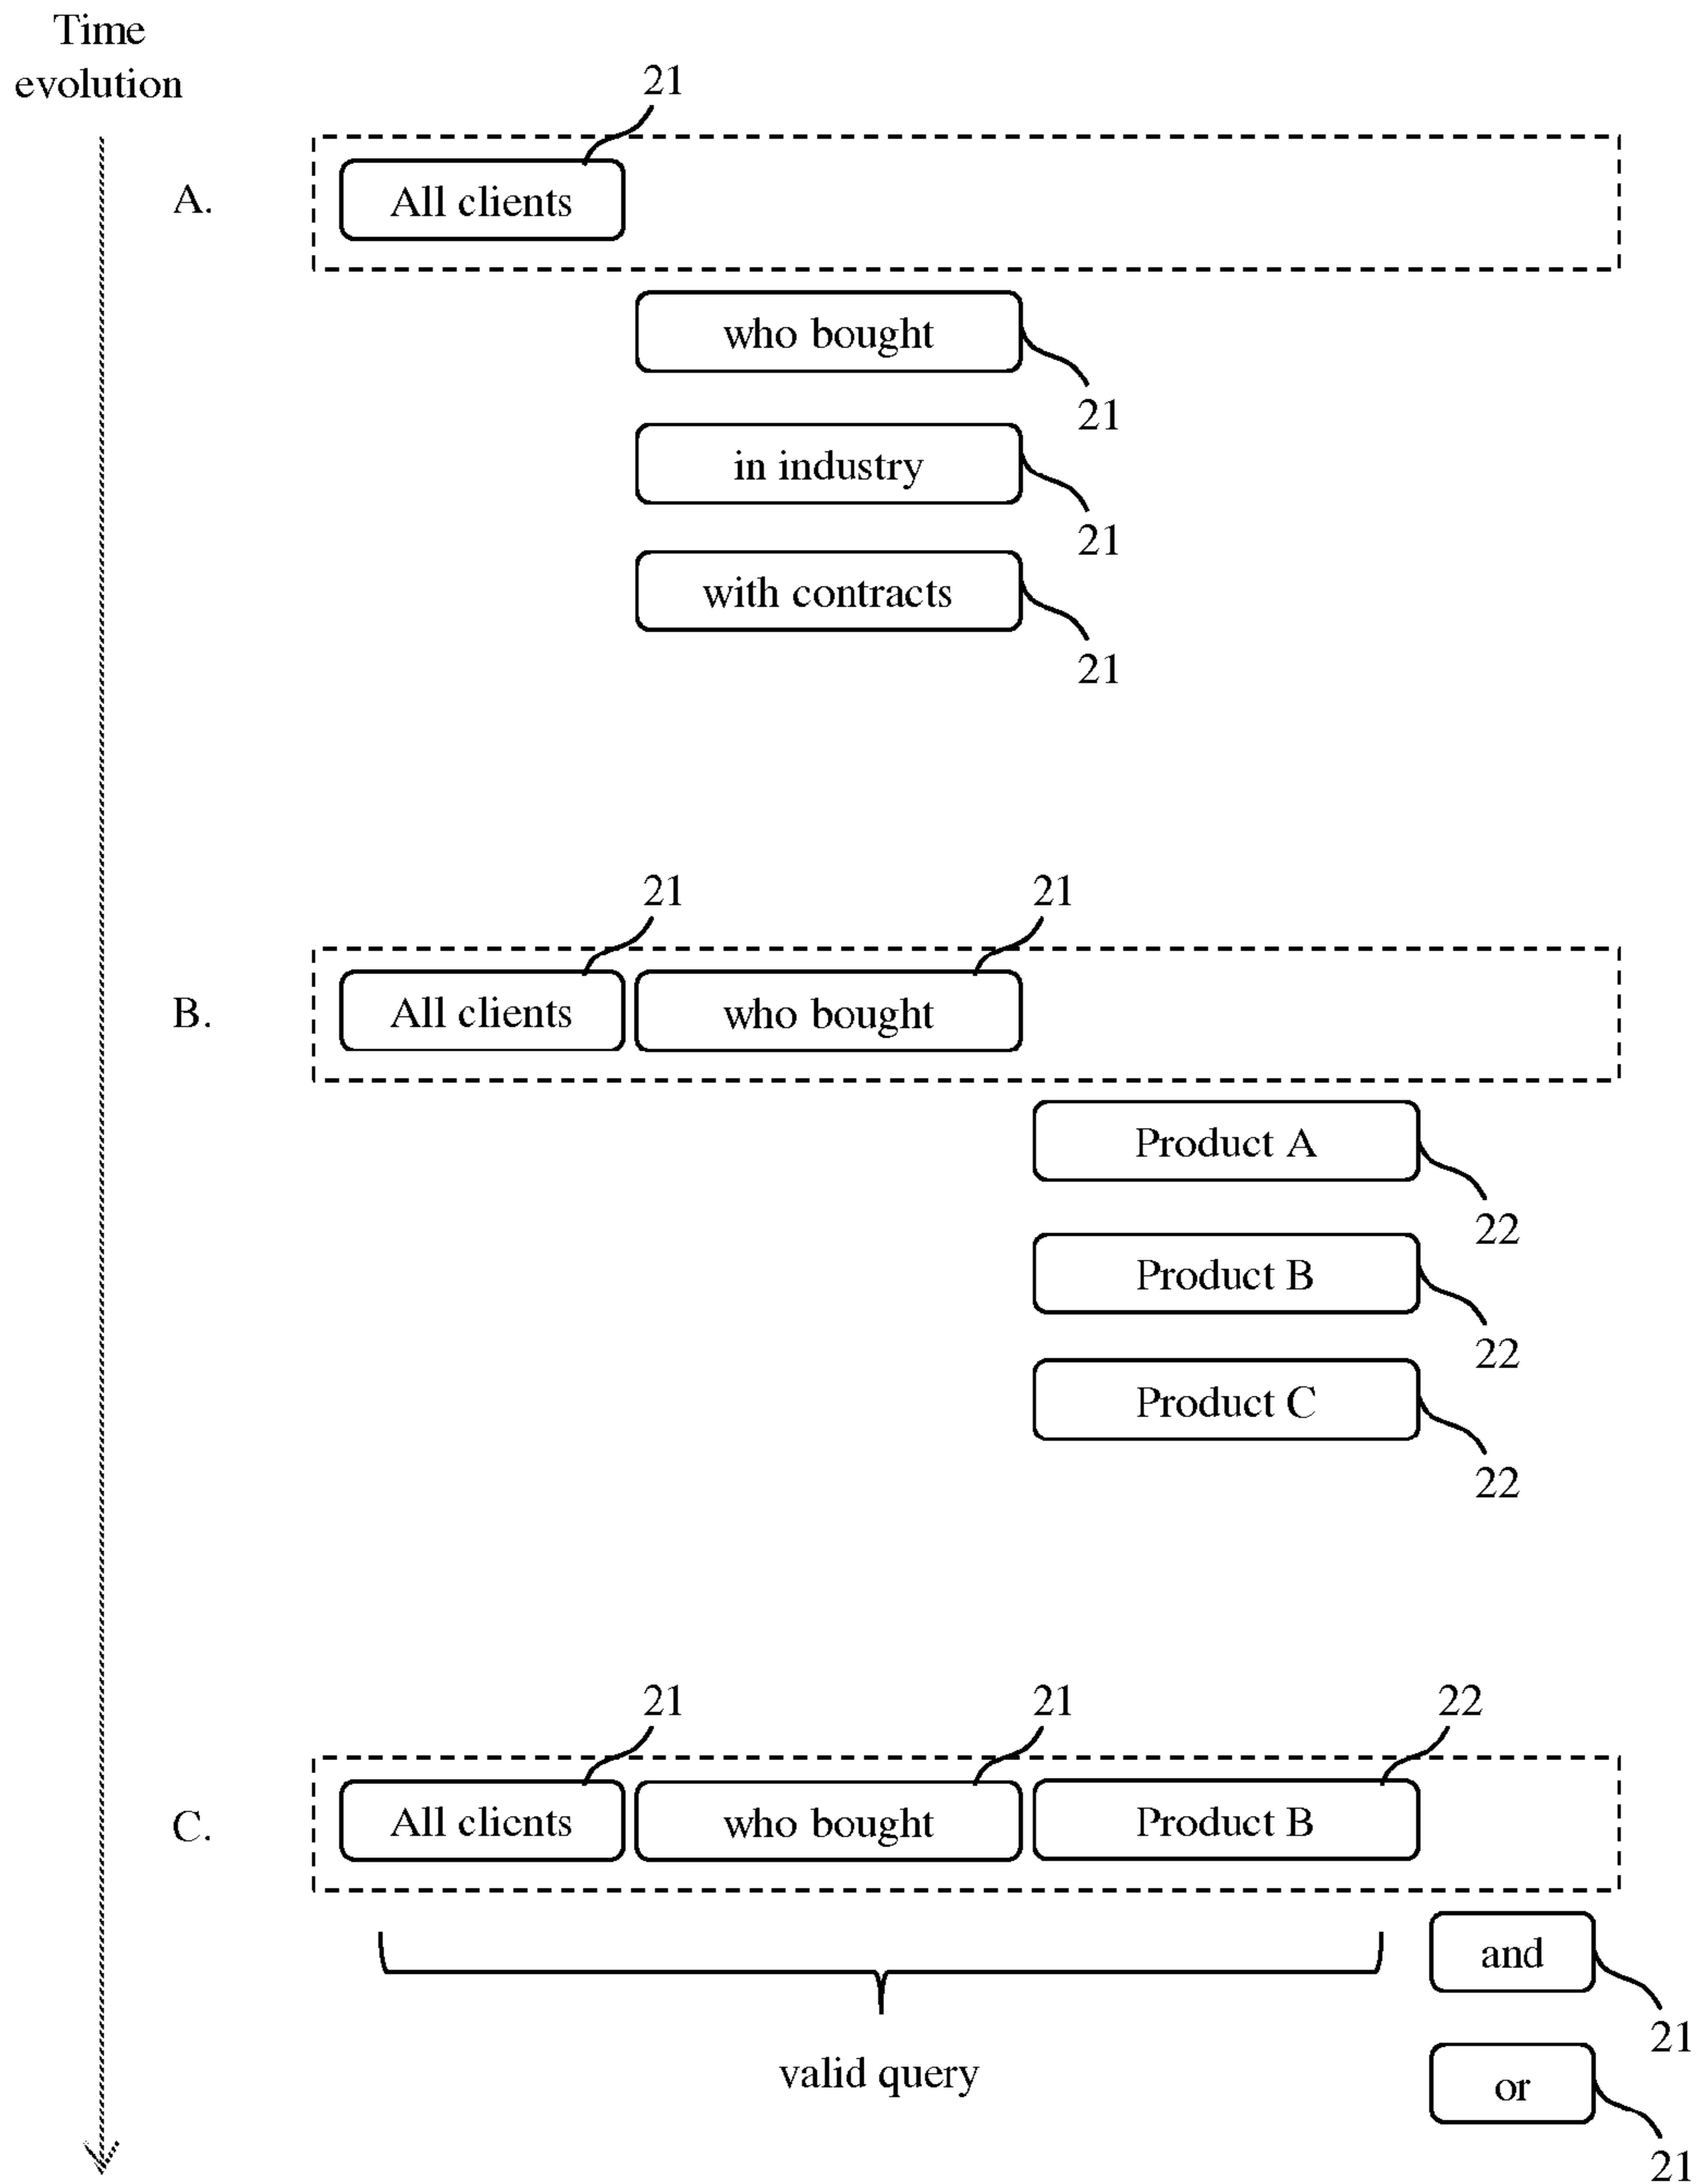 Time
evolution
21
A.
All clients
who bought
21
in industry
21
with contracts
21
21
21
B.
All clients
who bought
Product A
22
Product B
22
Product C
22
21
21
22
C.
All clients
who bought
Product B
and
21
valid query
or
21